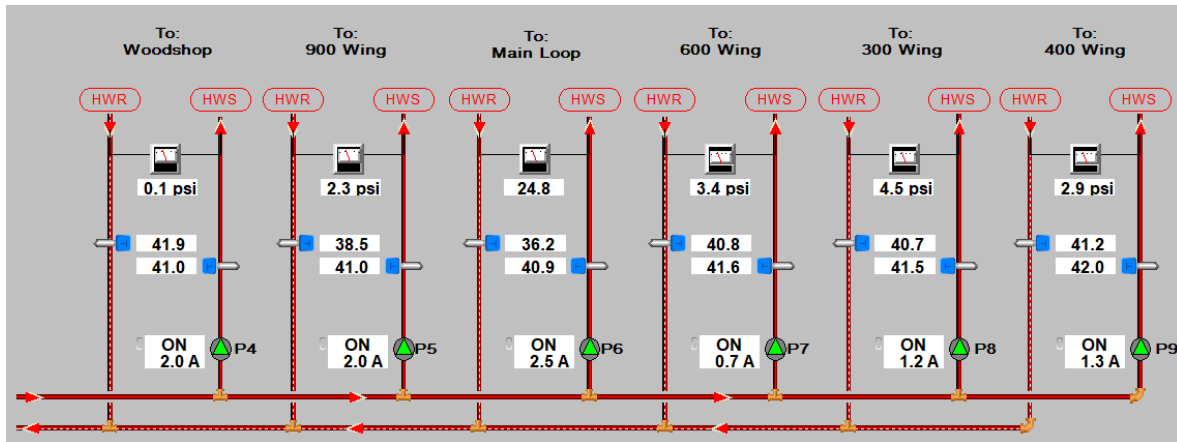 To: To: To: To: To: To:
Woodshop 900 Wing Main Loop 600 Wing 300 Wing 400 Wing
HWR HWS HWR HWS HWR HWS HWR HWS HWR HWS HWR HWS
0.1 psi 2.3 psi 24.8 3.4 psi 4.5 psi 2.9 psi
41.9 38.5 36.2 40.8 40.7 41.2
41.0 41.0 40.9 41.6 41.5 42.0
ON P4 ON P5 ON P6 ON P7 ON P8 ON P9
2.0 A 2.0 A 2.5 A 0.7 A 1.2 A 1.3 A